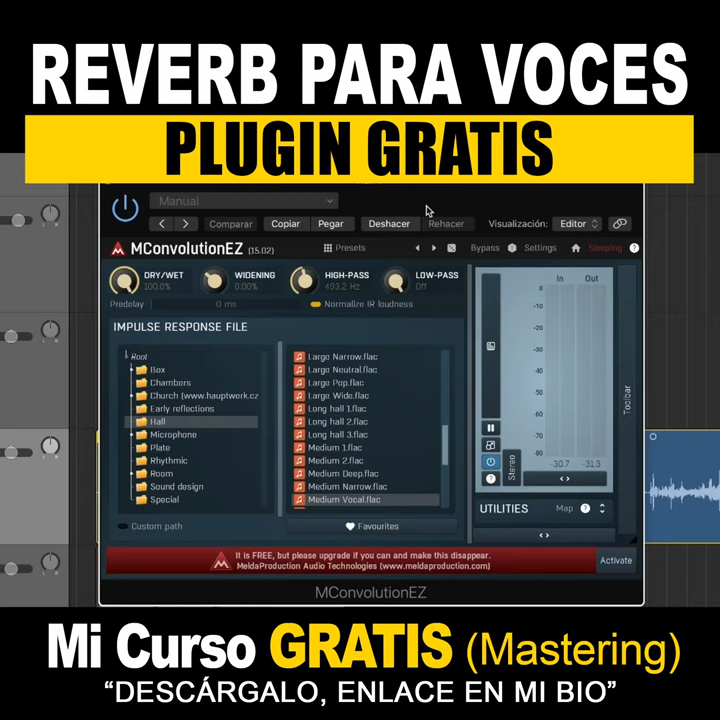 REVERB PARA VOCES
PLUGIN GRATIS
Manual
Comparar Copiar Pegar Deshacer Rehacer Visualización: Editor
MConvolutionEZ (15.02) Presets Bypass Settings Sleeping ?
DRY/WET WIDENING HIGH-PASS LOW-PASS
100.0% 0.00% 493.2 Hz Off
Predelay 0 ms Normalize IR loudness
IMPULSE RESPONSE FILE
Root
Box
Chambers
Church (www.hauptwerk.cz
Early reflections
Hall
Microphone
Plate
Rhythmic
Room
Sound design
Special
Custom path
Large Narrow.flac
Large Neutral.flac
Large Pop.flac
Large Wide.flac
Long hall 1.flac
Long hall 2.flac
Long hall 3.flac
Medium 1.flac
Medium 2.flac
Medium Deep.flac
Medium Narrow.flac
Medium Vocal.flac
Favourites
In Out
0
-10
-20
-30
-40
-50
-60
-70
-80
-30.7 -31.3
Stereo
Toolbar
UTILITIES Map ?
It is FREE, but please upgrade if you can and make this disappear.
MeldaProduction Audio Technologies (www.meldaproduction.com)
Activate
MConvolutionEZ
Mi Curso GRATIS (Mastering)
“DESCÁRGALO, ENLACE EN MI BIO”